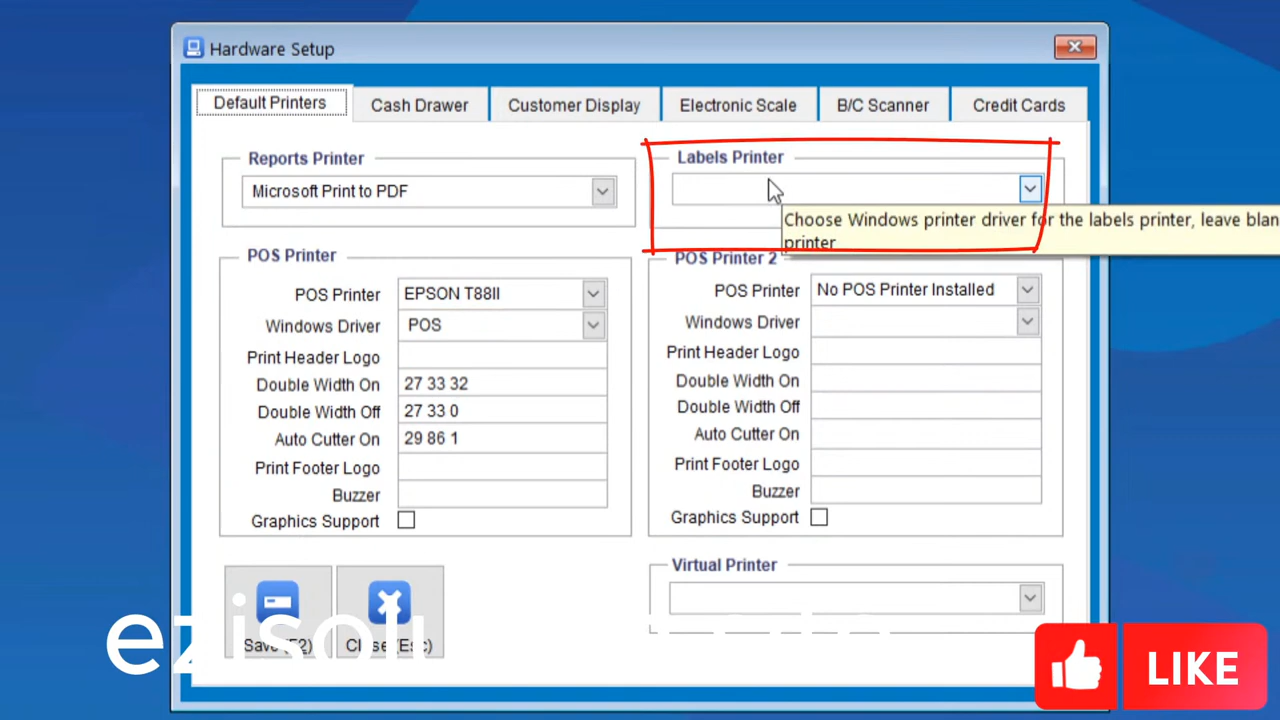 Hardware Setup
Default Printers
Cash Drawer
Customer Display
Electronic Scale
B/C Scanner
Credit Cards
Reports Printer
Microsoft Print to PDF
Labels Printer
Choose Windows printer driver for the labels printer, leave
printer
POS Printer
POS Printer EPSON T88II
Windows Driver POS
Print Header Logo
Double Width On 27 33 32
Double Width Off 27 33 0
Auto Cutter On 29 86 1
Print Footer Logo
Buzzer
Graphics Support
POS Printer 2
POS Printer No POS Printer Installed
Windows Driver
Print Header Logo
Double Width On
Double Width Off
Auto Cutter On
Print Footer Logo
Buzzer
Graphics Support
Virtual Printer
Save (F2)
Close (Esc)
LIKE